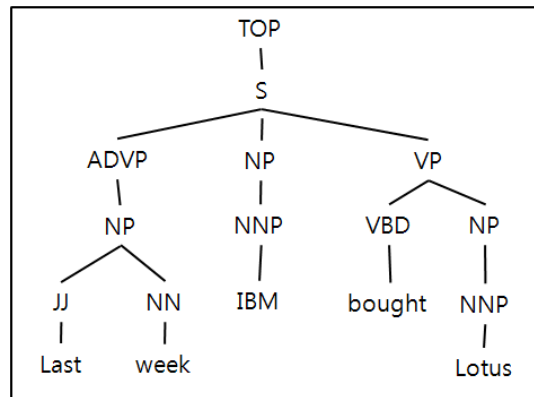 TOP
S
ADVP NP VP
NP NNP VBD NP
JJ NN IBM bought NNP
Last week Lotus